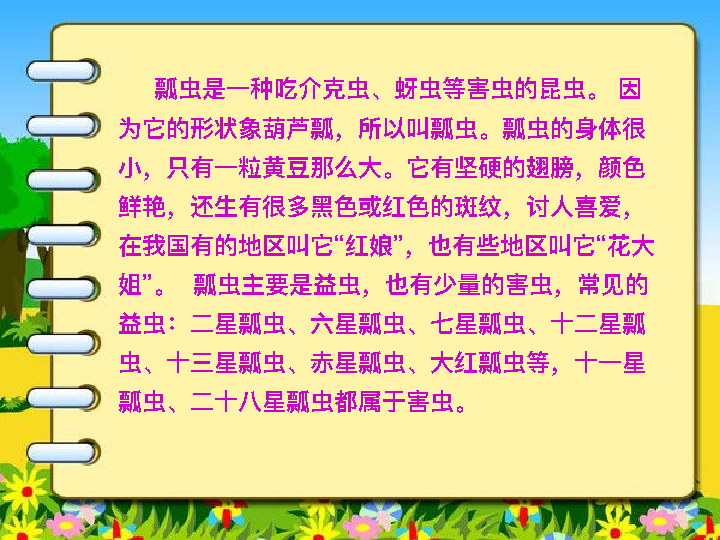 瓢虫是一种吃介克虫、蚜虫等害虫的昆虫。 因
为它的形状象葫芦瓢，所以叫瓢虫。瓢虫的身体很
小，只有一粒黄豆那么大。它有坚硬的翅膀，颜色
鲜艳，还生有很多黑色或红色的斑纹，讨人喜爱，
在我国有的地区叫它“红娘”，也有些地区叫它“花大
姐”。 瓢虫主要是益虫，也有少量的害虫，常见的
益虫：二星瓢虫、六星瓢虫、七星瓢虫、十二星瓢
虫、十三星瓢虫、赤星瓢虫、大红瓢虫等，十一星
瓢虫、二十八星瓢虫都属于害虫。